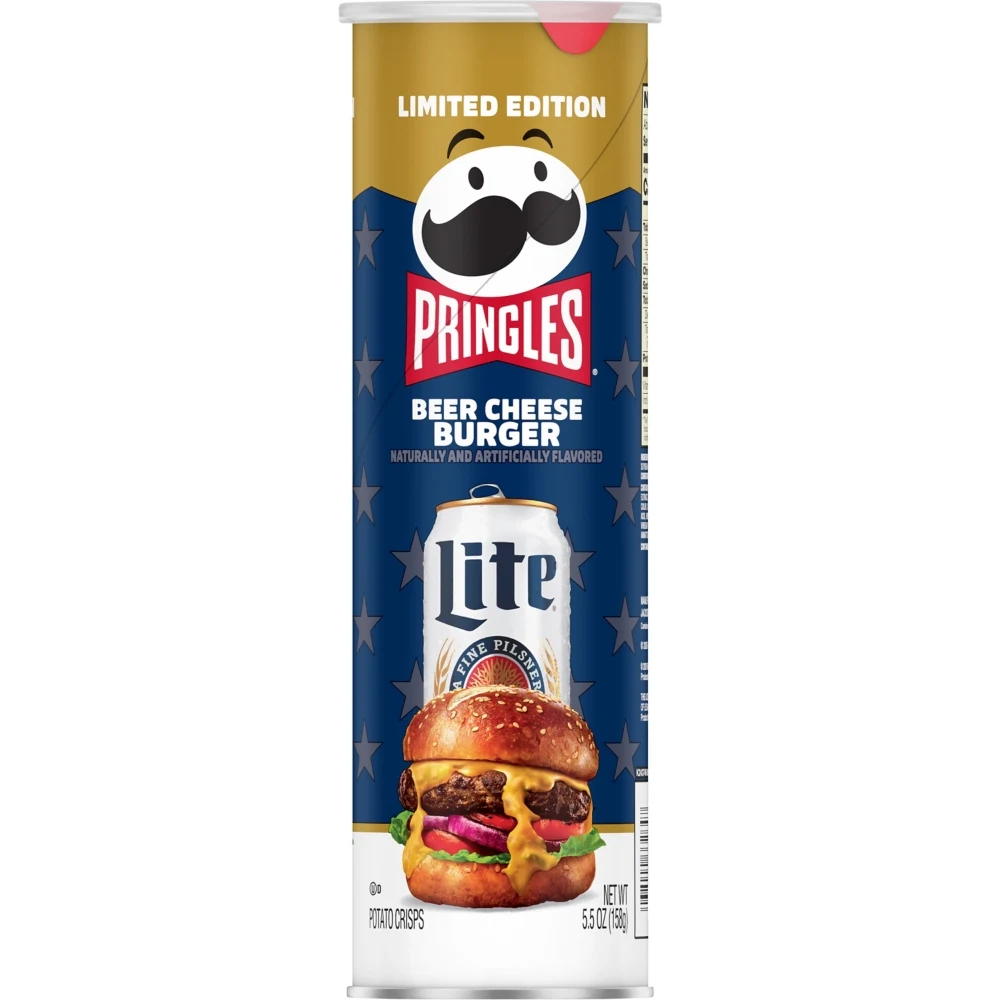 LIMITED EDITION
PRINGLES
BEER CHEESE
BURGER
NATURALLY AND ARTIFICIALLY FLAVORED
Lite
A FINE PILSNER
U D
POTATO CRISPS
NET WT
5.5 OZ (158g)